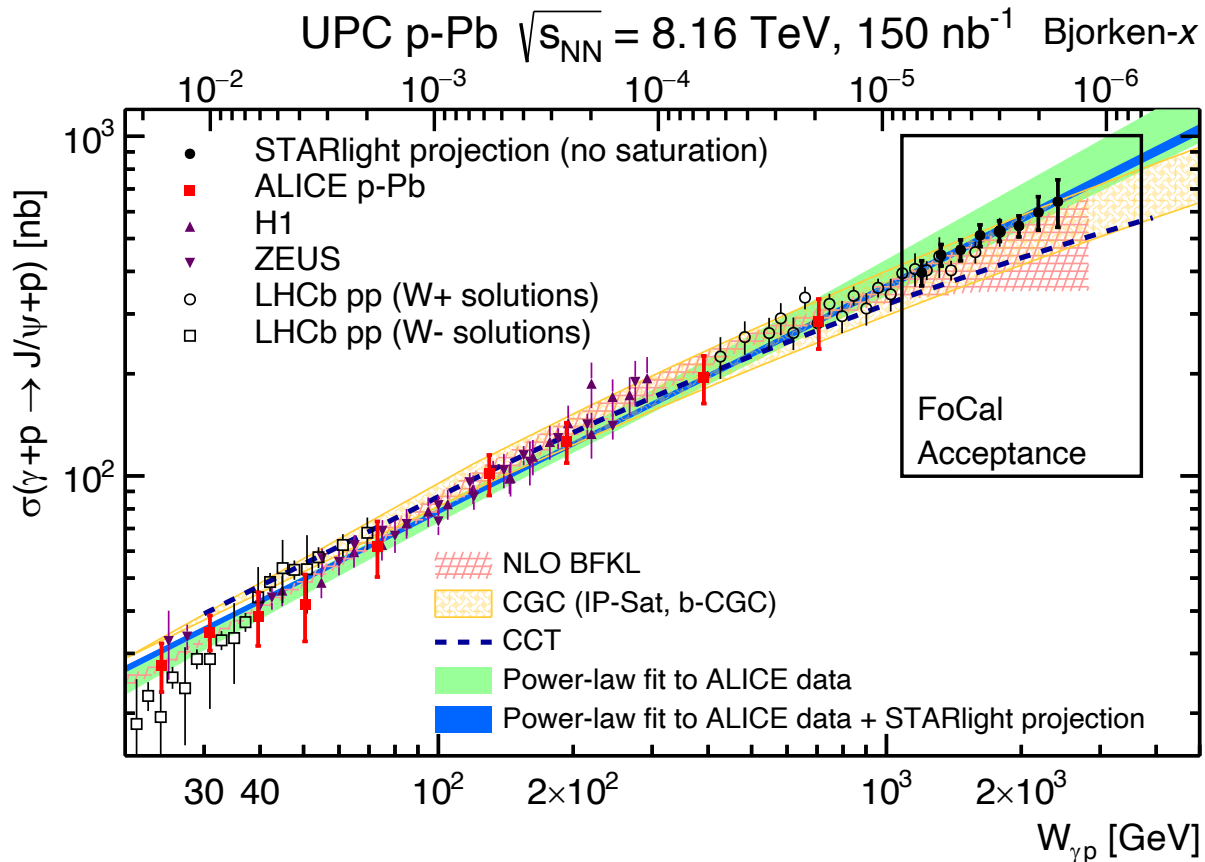 UPC p-Pb √s_NN = 8.16 TeV, 150 nb⁻¹ Bjorken-x
10⁻² 10⁻³ 10⁻⁴ 10⁻⁵ 10⁻⁶
10³
10²
σ(γ+p → J/ψ+p) [nb]
STARlight projection (no saturation)
ALICE p-Pb
H1
ZEUS
LHCb pp (W+ solutions)
LHCb pp (W- solutions)
FoCal
Acceptance
NLO BFKL
CGC (IP-Sat, b-CGC)
CCT
Power-law fit to ALICE data
Power-law fit to ALICE data + STARlight projection
30 40 10² 2×10² 10³ 2×10³
W_γp [GeV]